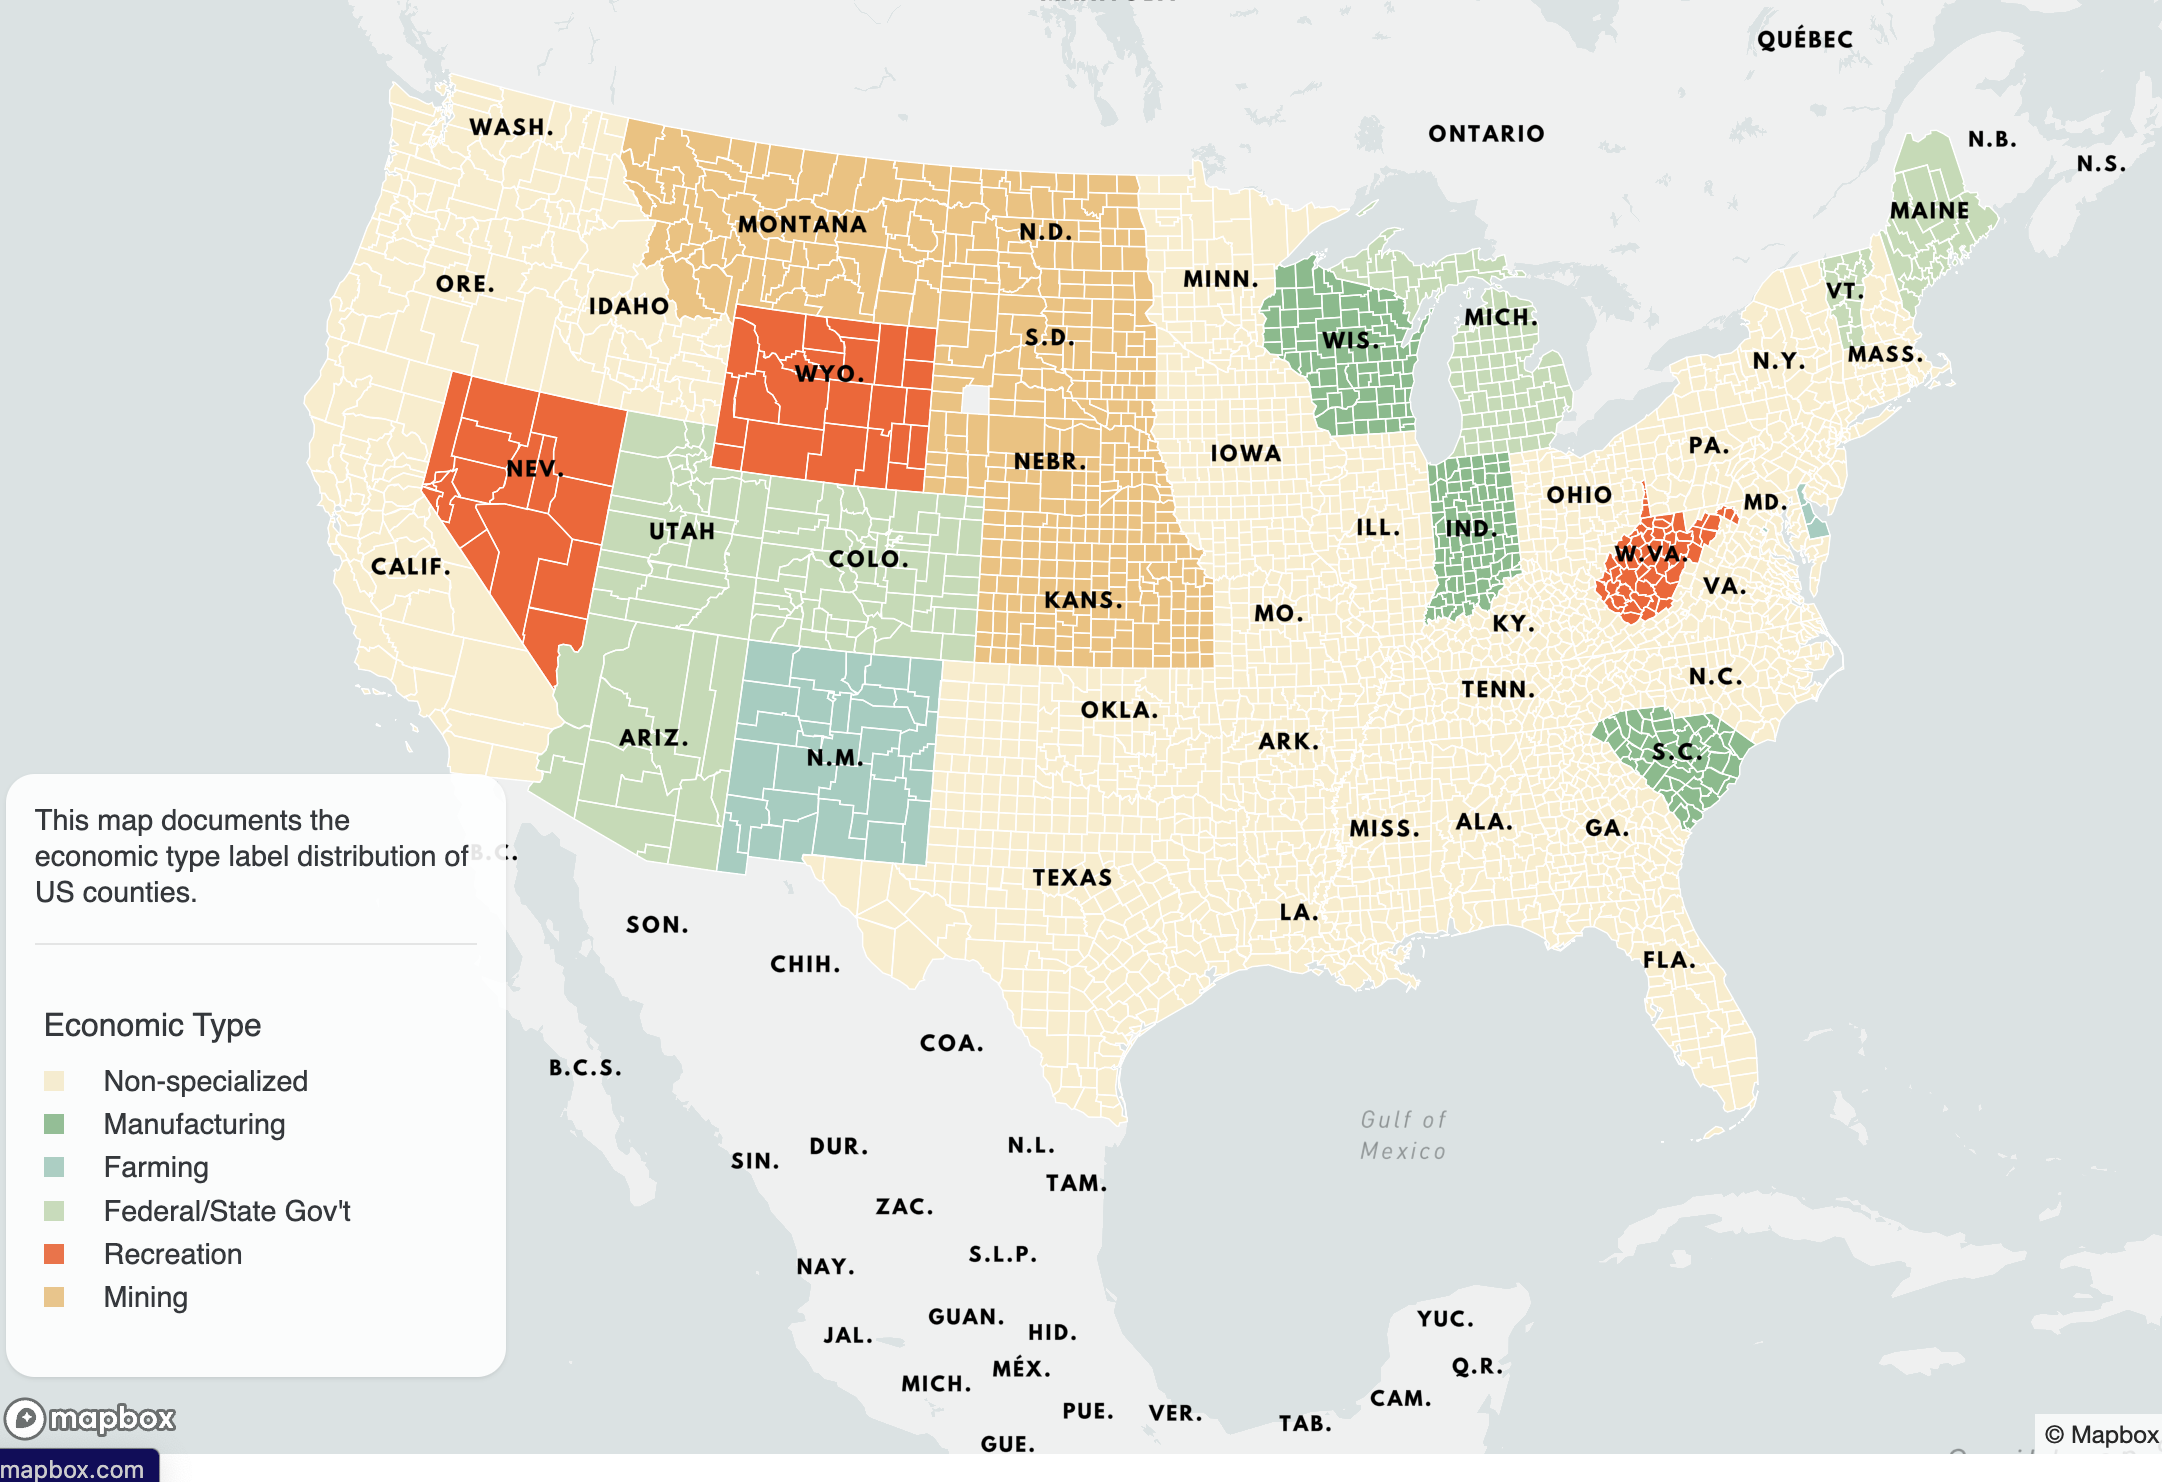 QUÉBEC
N.B.
N.S.
ONTARIO
WASH.
MONTANA
N.D.
MAINE
MINN.
ORE.
IDAHO
VT.
MICH.
S.D.
WIS.
WYO.
N.Y.
MASS.
NEV.
NEBR.
IOWA
PA.
OHIO
MD.
UTAH
COLO.
ILL.
IND.
W.VA.
VA.
CALIF.
KANS.
MO.
KY.
N.C.
TENN.
ARIZ.
N.M.
OKLA.
ARK.
S.C.
MISS.
ALA.
GA.
TEXAS
LA.
FLA.
This map documents the
economic type label distribution of
US counties.
B.C.
SON.
CHIH.
COA.
B.C.S.
Gulf of
Mexico
Economic Type
Non-specialized
Manufacturing
Farming
Federal/State Gov't
Recreation
Mining
SIN.
DUR.
N.L.
TAM.
ZAC.
S.L.P.
NAY.
GUAN.
HID.
JAL.
MÉX.
MICH.
PUE.
VER.
TAB.
CAM.
Q.R.
YUC.
GUE.
mapbox
© Mapbox
mapbox.com